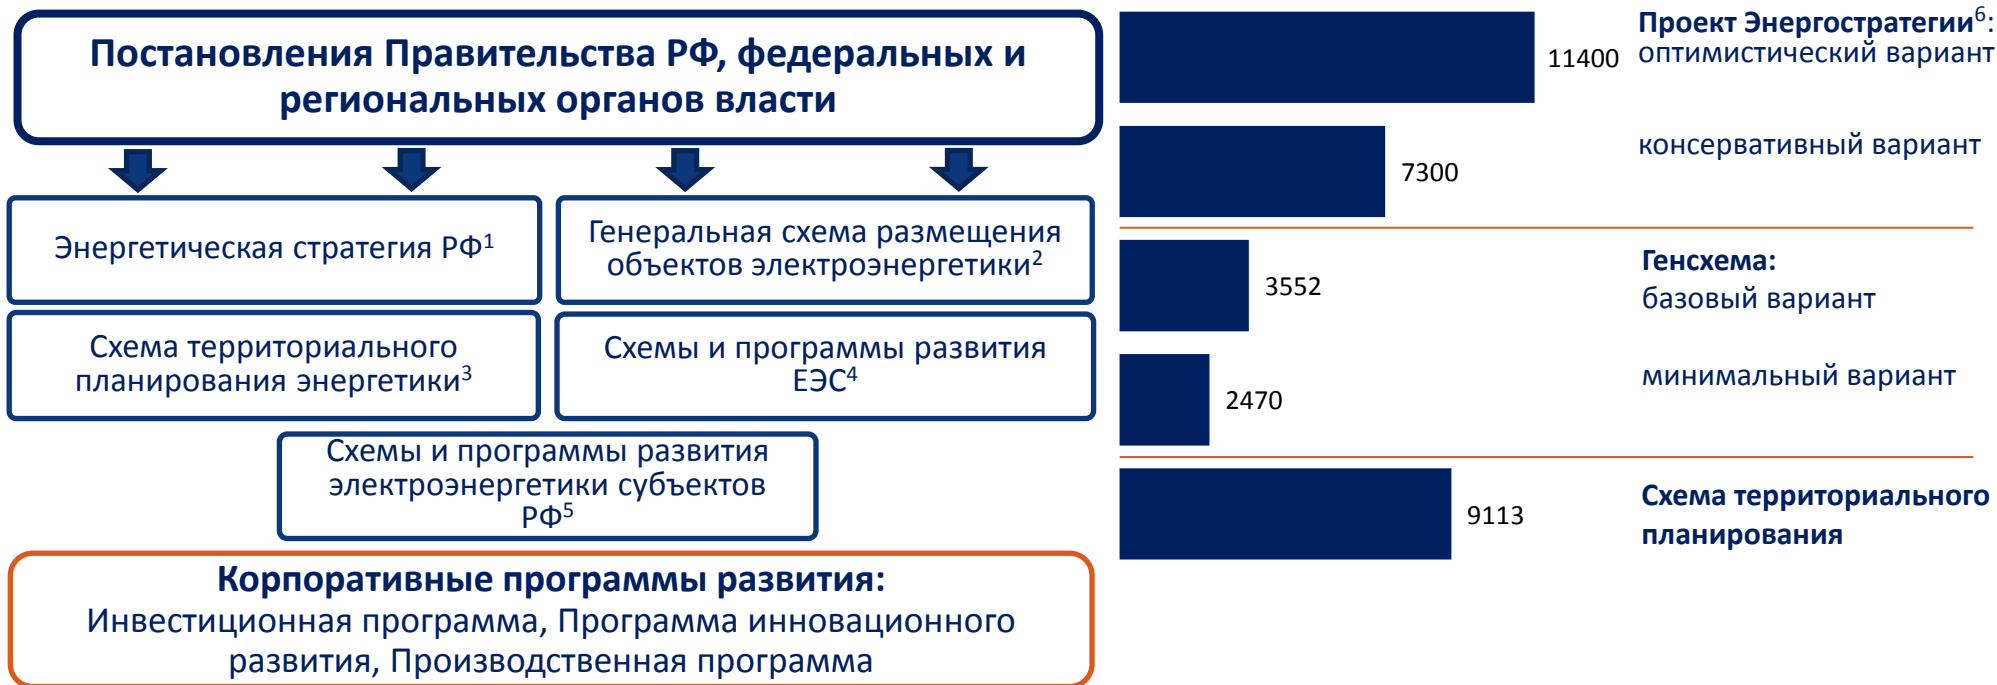 Постановления Правительства РФ, федеральных и
региональных органов власти
Энергетическая стратегия РФ¹
Генеральная схема размещения
объектов электроэнергетики²
Схема территориального
планирования энергетики³
Схемы и программы развития
ЕЭС⁴
Схемы и программы развития
электроэнергетики субъектов
РФ⁵
Корпоративные программы развития:
Инвестиционная программа, Программа инновационного
развития, Производственная программа
11400
Проект Энергостратегии⁶:
оптимистический вариант
7300
консервативный вариант
3552
Генсхема:
базовый вариант
2470
минимальный вариант
9113
Схема территориального
планирования